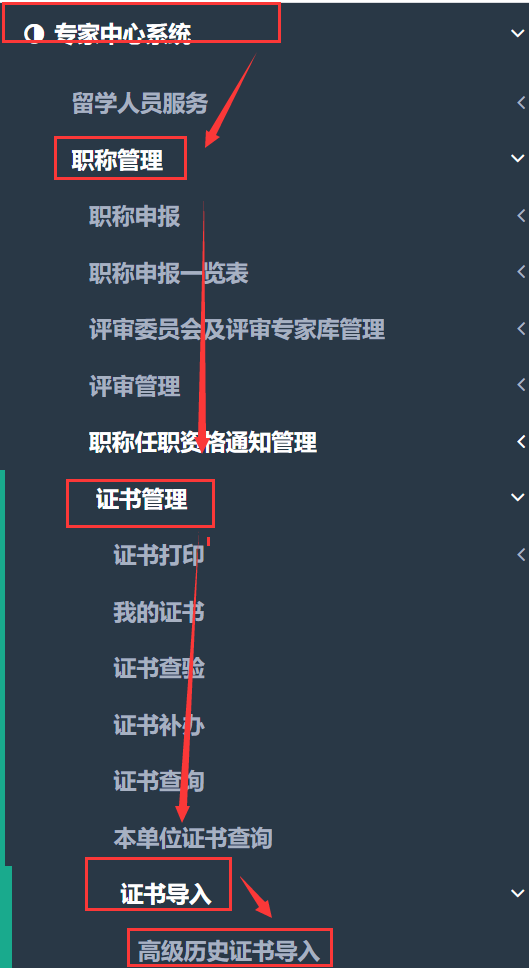 专家中心系统
留学人员服务
职称管理
职称申报
职称申报一览表
评审委员会及评审专家库管理
评审管理
职称任职资格通知管理
证书管理
证书打印
我的证书
证书查验
证书补办
证书查询
本单位证书查询
证书导入
高级历史证书导入